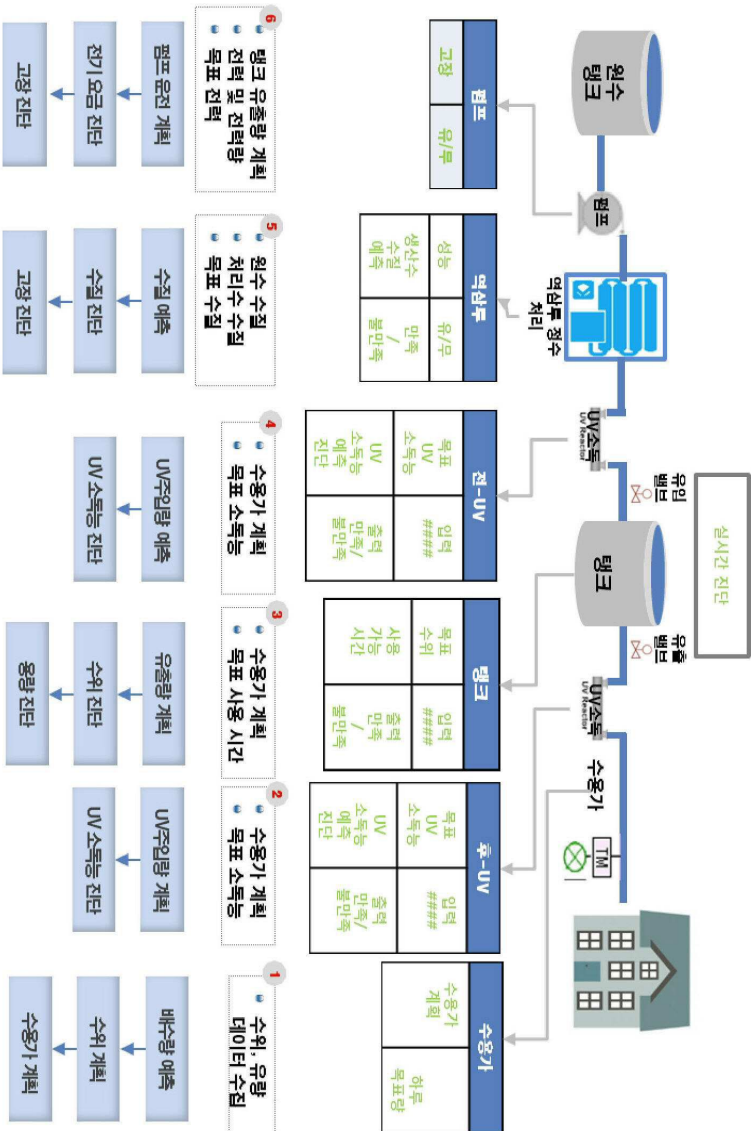 실시간 진단
유입
밸브
유출
밸브
원수
탱크
펌프
역삼투 정수
처리
UV소독
UV Reactor
탱크
UV소독
UV Reactor
수용가
TM
펌프
고장
유/무
역삼투
성능
유/무
생산수
수질
예측
만족
/
불만족
전-UV
목표
UV
소독능
입력
####
UV
소독능
예측
진단
출력
만족/
불만족
탱크
목표
수위
입력
####
사용
가능
시간
출력
만족
/
불만족
후-UV
목표
UV
소독능
입력
####
UV
소독능
예측
진단
출력
만족/
불만족
수용가
수용가
계획
하루
목표량
6
탱크 유출량 계획
전력 및 전력량
목표 전력
5
원수 수질
처리수 수질
목표 수질
4
수용가 계획
목표 소독능
3
수용가 계획
목표 사용 시간
2
수용가 계획
목표 소독능
1
수위, 유량
데이터 수집
펌프 운전 계획
전기 요금 진단
고장 진단
수질 예측
수질 진단
고장 진단
UV주입량 예측
UV 소독능 진단
유출량 계획
수위 진단
용량 진단
UV주입량 계획
UV 소독능 진단
배수량 예측
수위 계획
수용가 계획